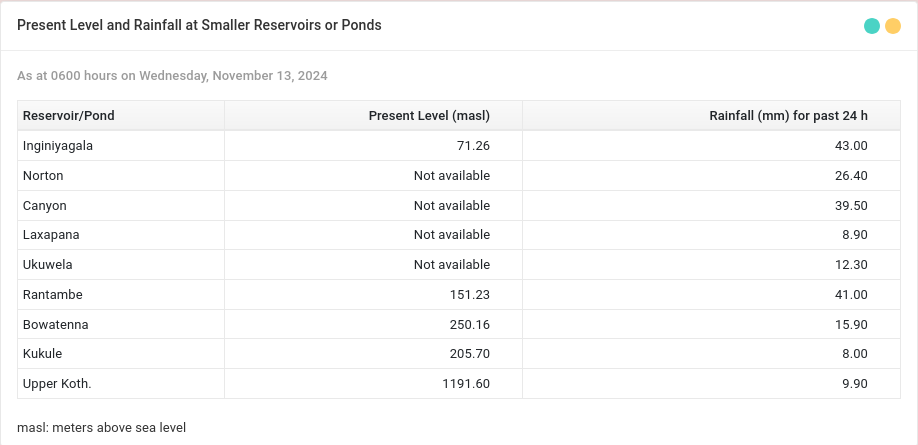 Present Level and Rainfall at Smaller Reservoirs or Ponds
As at 0600 hours on Wednesday, November 13, 2024
Reservoir/Pond Present Level (masl) Rainfall (mm) for past 24 h
Inginiyagala 71.26 43.00
Norton Not available 26.40
Canyon Not available 39.50
Laxapana Not available 8.90
Ukuwela Not available 12.30
Rantambe 151.23 41.00
Bowatenna 250.16 15.90
Kukule 205.70 8.00
Upper Koth. 1191.60 9.90
masl: meters above sea level